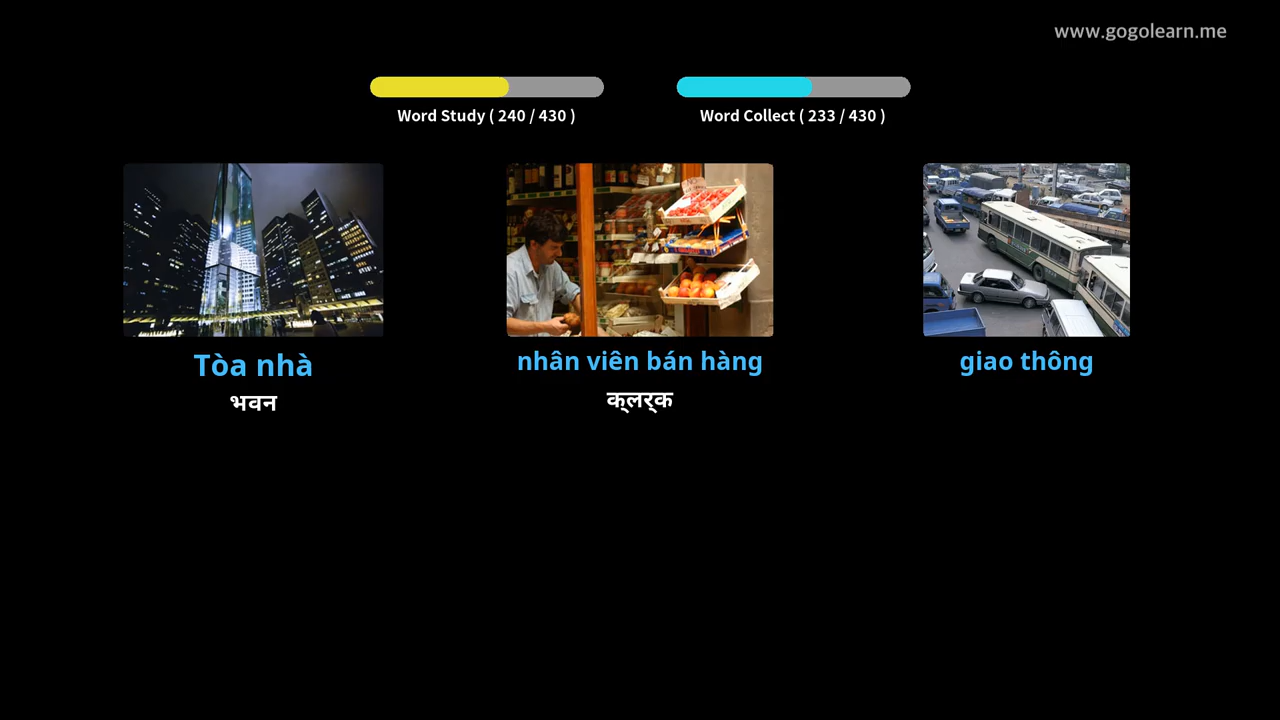 www.gogolearn.me
Word Study ( 240 / 430 )
Word Collect ( 233 / 430 )
Tòa nhà
nhân viên bán hàng
giao thông
भवन
क्लर्क